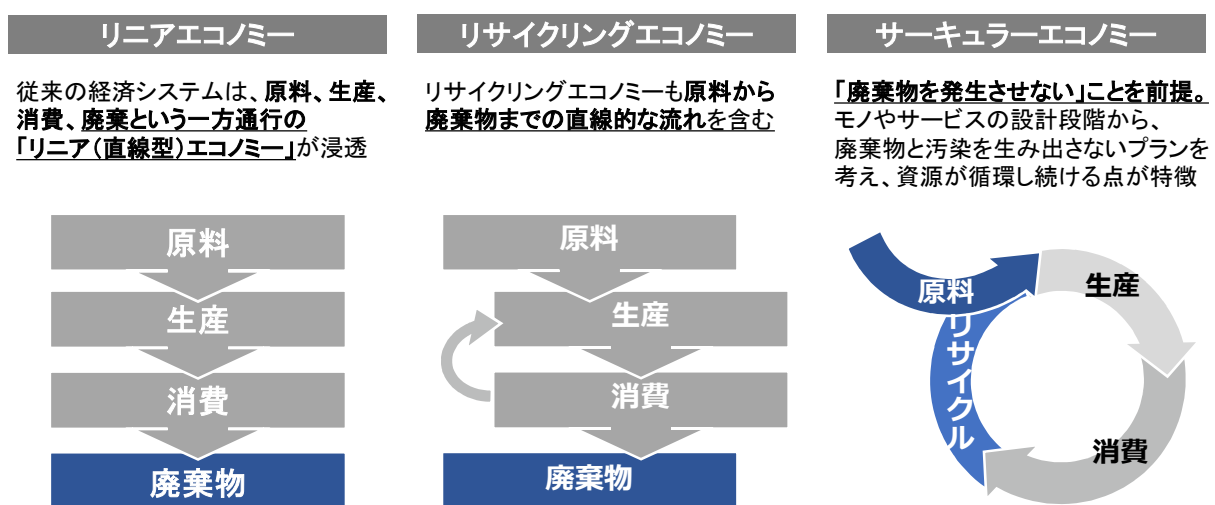 リニアエコノミー
従来の経済システムは、原料、生産、
消費、廃棄という一方通行の
「リニア（直線型）エコノミー」が浸透
原料
生産
消費
廃棄物
リサイクリングエコノミー
リサイクリングエコノミーも原料から
廃棄物までの直線的な流れを含む
原料
生産
消費
廃棄物
サーキュラーエコノミー
「廃棄物を発生させない」ことを前提。
モノやサービスの設計段階から、
廃棄物と汚染を生み出さないプランを
考え、資源が循環し続ける点が特徴
原料
生産
消費
リサイクル